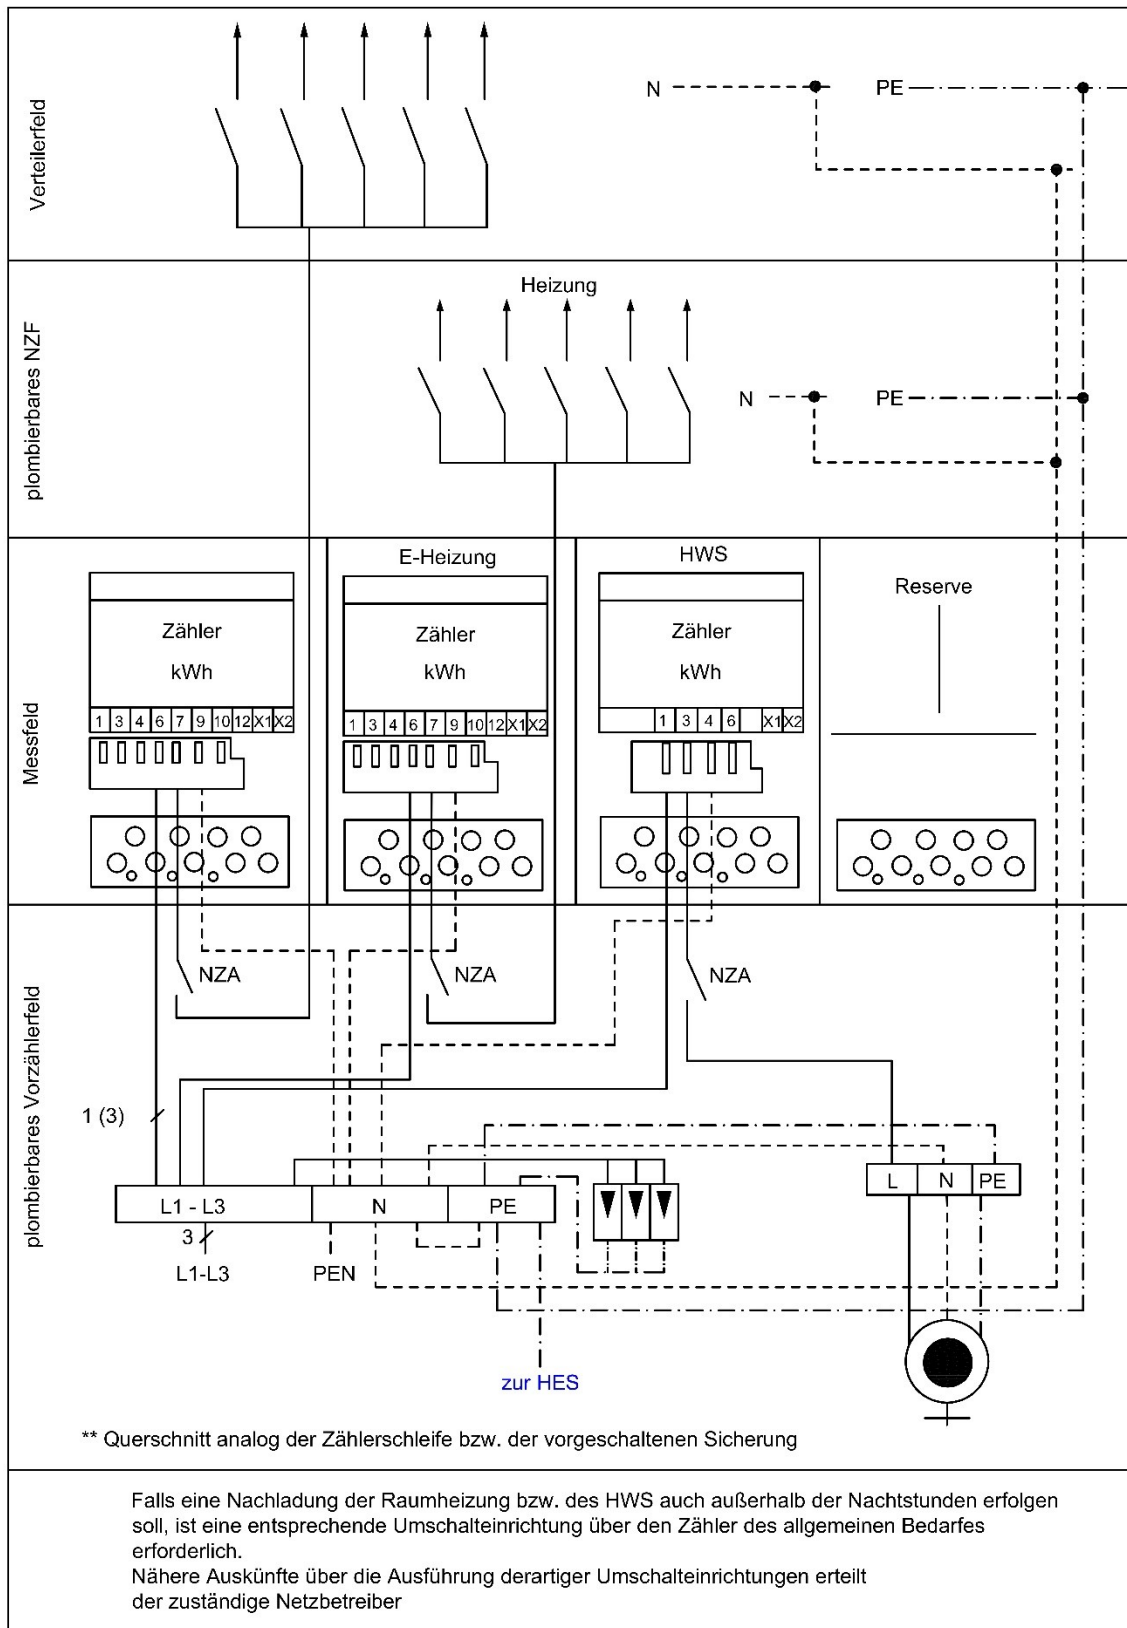 Verteilerfeld
N
PE
plombierbares NZF
Heizung
N
PE
Messfeld
E-Heizung
HWS
Reserve
Zähler
kWh
1 3 4 6 7 9 10 12 X1 X2
Zähler
kWh
1 3 4 6 7 9 10 12 X1 X2
Zähler
kWh
1 3 4 6 X1 X2
plombierbares Vorzählerfeld
NZA
NZA
NZA
1 (3)
L1 - L3
N
PE
L N PE
3
L1-L3
PEN
zur HES
** Querschnitt analog der Zählerschleife bzw. der vorgeschaltenen Sicherung
Falls eine Nachladung der Raumheizung bzw. des HWS auch außerhalb der Nachtstunden erfolgen
soll, ist eine entsprechende Umschalteinrichtung über den Zähler des allgemeinen Bedarfes
erforderlich.
Nähere Auskünfte über die Ausführung derartiger Umschalteinrichtungen erteilt
der zuständige Netzbetreiber